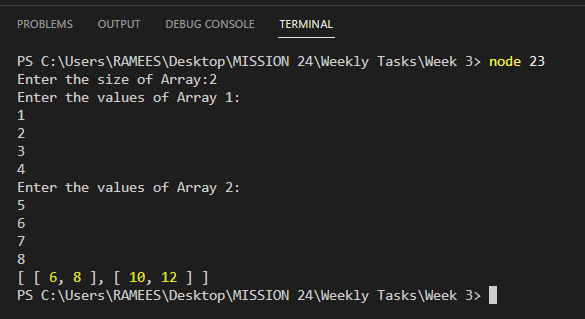 PROBLEMS OUTPUT DEBUG CONSOLE TERMINAL
PS C:\Users\RAMEES\Desktop\MISSION 24\Weekly Tasks\Week 3> node 23
Enter the size of Array:2
Enter the values of Array 1:
1
2
3
4
Enter the values of Array 2:
5
6
7
8
[ [ 6, 8 ], [ 10, 12 ] ]
PS C:\Users\RAMEES\Desktop\MISSION 24\Weekly Tasks\Week 3>